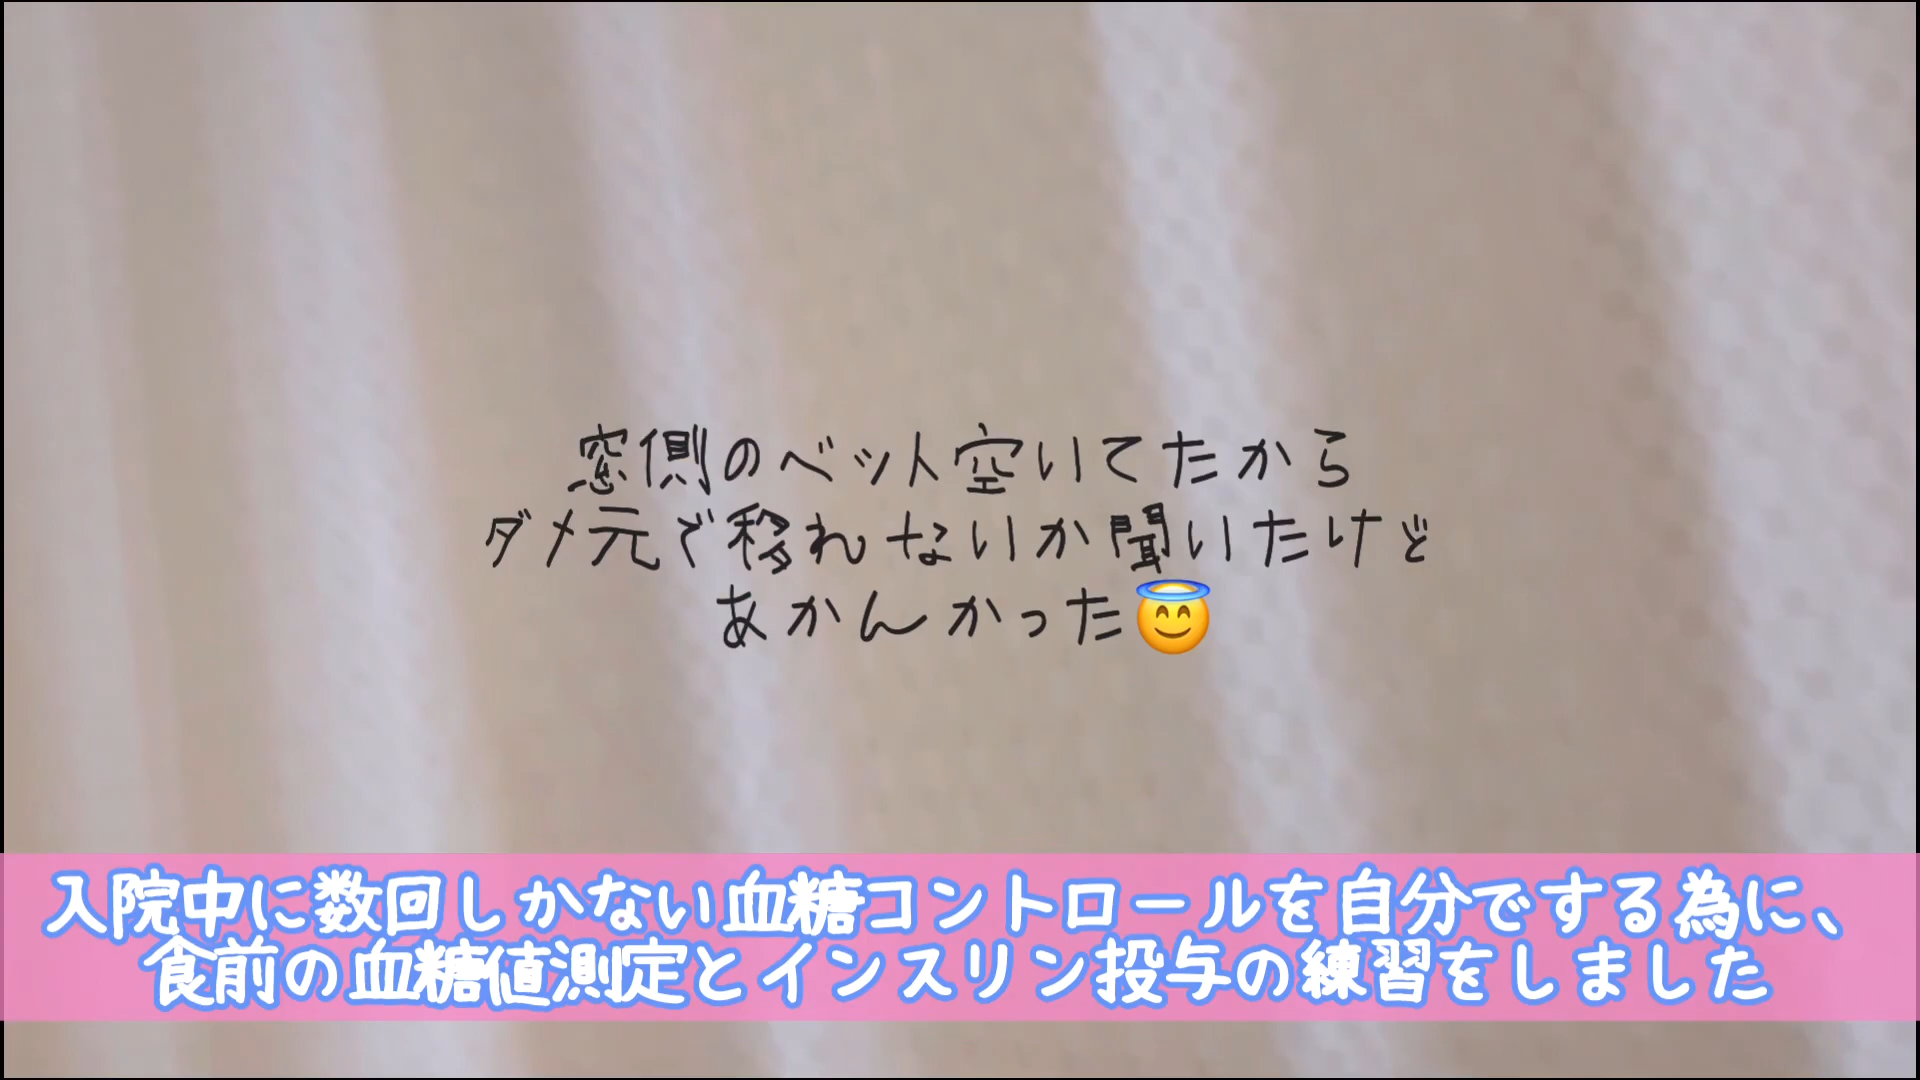 窓側のベット空いてたから
ダメ元で移れないか聞いたけど
あかんかった😇
入院中に数回しかない血糖コントロールを自分でする為に、
食前の血糖値測定とインスリン投与の練習をしました